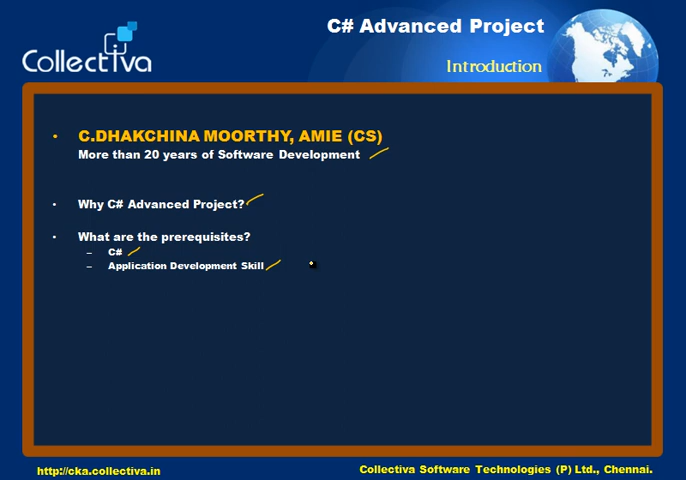 C# Advanced Project
Collectiva
Introduction
• C.DHAKCHINA MOORTHY, AMIE (CS)
More than 20 years of Software Development
• Why C# Advanced Project?
• What are the prerequisites?
– C#
– Application Development Skill
http://cka.collectiva.in
Collectiva Software Technologies (P) Ltd., Chennai.